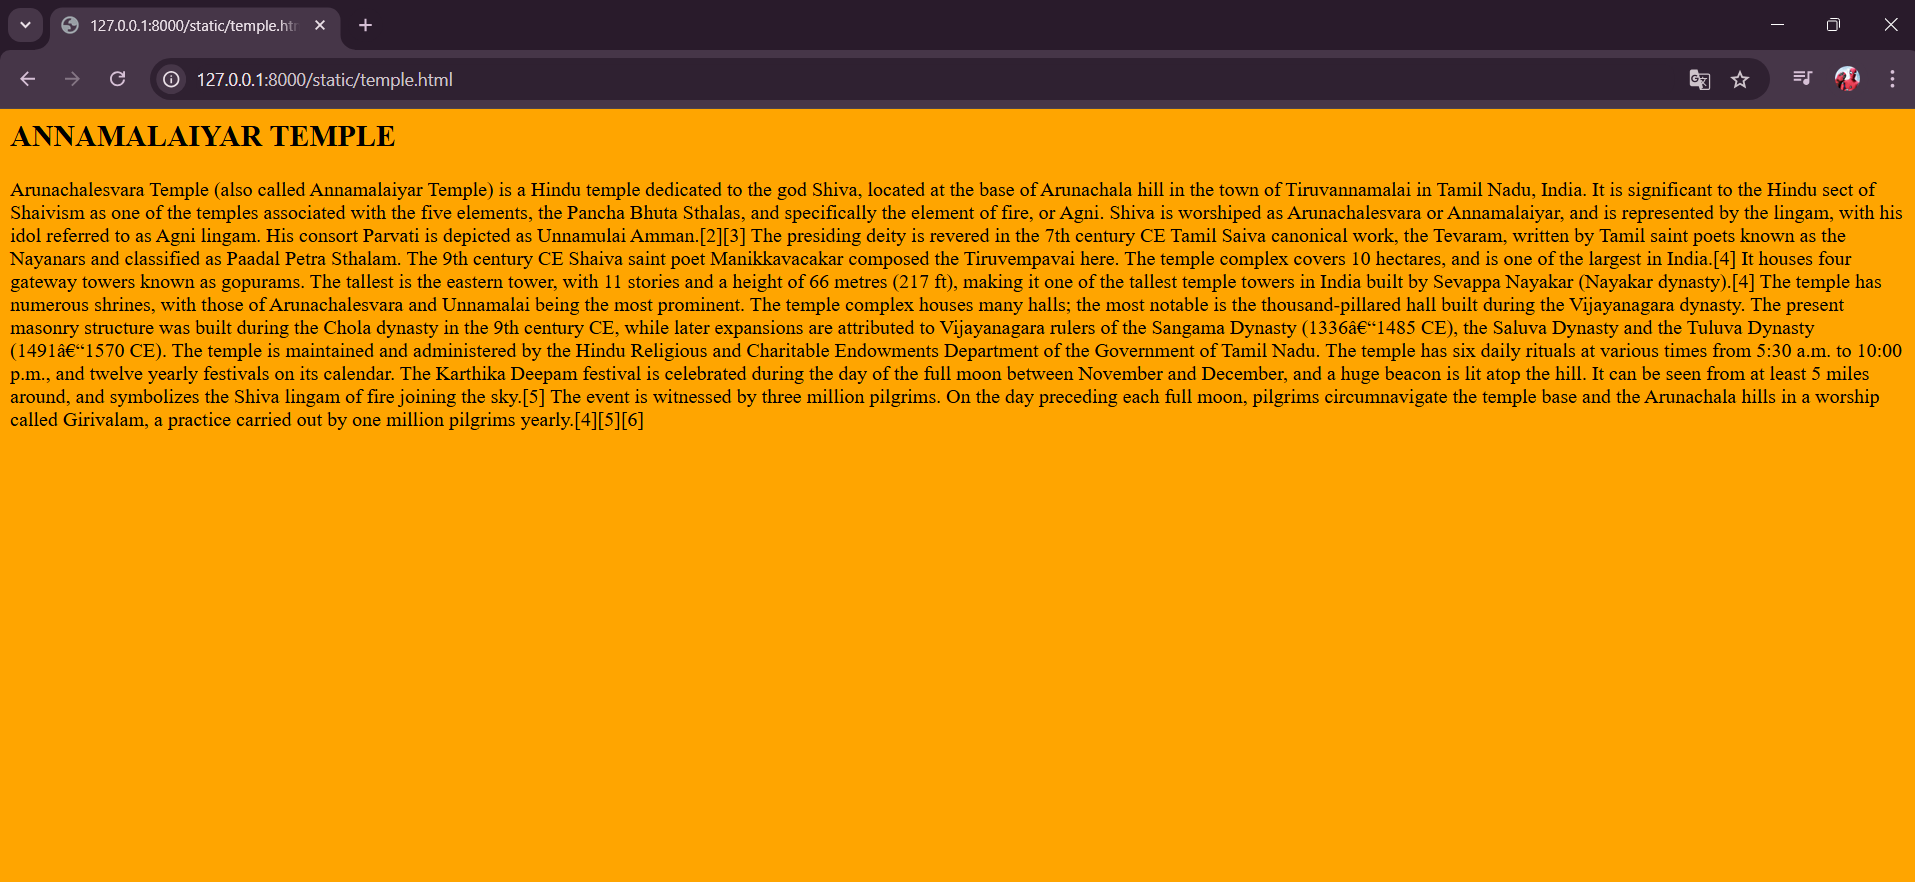 127.0.0.1:8000/static/temple.htm
127.0.0.1:8000/static/temple.html
ANNAMALAIYAR TEMPLE
Arunachalesvara Temple (also called Annamalaiyar Temple) is a Hindu temple dedicated to the god Shiva, located at the base of Arunachala hill in the town of Tiruvannamalai in Tamil Nadu, India. It is significant to the Hindu sect of
Shaivism as one of the temples associated with the five elements, the Pancha Bhuta Sthalas, and specifically the element of fire, or Agni. Shiva is worshiped as Arunachalesvara or Annamalaiyar, and is represented by the lingam, with his
idol referred to as Agni lingam. His consort Parvati is depicted as Unnamulai Amman.[2][3] The presiding deity is revered in the 7th century CE Tamil Saiva canonical work, the Tevaram, written by Tamil saint poets known as the
Nayanars and classified as Paadal Petra Sthalam. The 9th century CE Shaiva saint poet Manikkavacakar composed the Tiruvempavai here. The temple complex covers 10 hectares, and is one of the largest in India.[4] It houses four
gateway towers known as gopurams. The tallest is the eastern tower, with 11 stories and a height of 66 metres (217 ft), making it one of the tallest temple towers in India built by Sevappa Nayakar (Nayakar dynasty).[4] The temple has
numerous shrines, with those of Arunachalesvara and Unnamalai being the most prominent. The temple complex houses many halls; the most notable is the thousand-pillared hall built during the Vijayanagara dynasty. The present
masonry structure was built during the Chola dynasty in the 9th century CE, while later expansions are attributed to Vijayanagara rulers of the Sangama Dynasty (1336â€“1485 CE), the Saluva Dynasty and the Tuluva Dynasty
(1491â€“1570 CE). The temple is maintained and administered by the Hindu Religious and Charitable Endowments Department of the Government of Tamil Nadu. The temple has six daily rituals at various times from 5:30 a.m. to 10:00
p.m., and twelve yearly festivals on its calendar. The Karthika Deepam festival is celebrated during the day of the full moon between November and December, and a huge beacon is lit atop the hill. It can be seen from at least 5 miles
around, and symbolizes the Shiva lingam of fire joining the sky.[5] The event is witnessed by three million pilgrims. On the day preceding each full moon, pilgrims circumnavigate the temple base and the Arunachala hills in a worship
called Girivalam, a practice carried out by one million pilgrims yearly.[4][5][6]